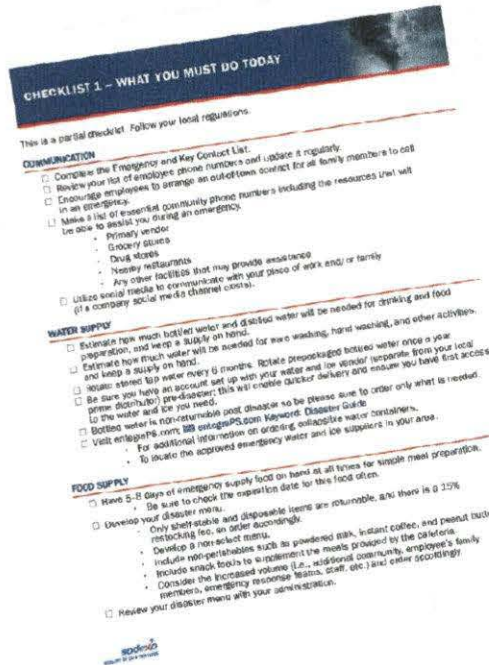 CHECKLIST 1 – WHAT YOU MUST DO TODAY
This is a partial checklist. Follow your local regulations.
COMMUNICATION
Complete the Emergency and Key Contact List.
Review your list of employee phone numbers and update it regularly.
Encourage employees to arrange an out-of-town contact for all family members to call
in an emergency.
Make a list of essential community phone numbers including the resources that will
be able to assist you during an emergency.
Primary vendor
Grocery stores
Drug stores
Nearby restaurants
Any other facilities that may provide assistance
Utilize social media to communicate with your place of work and/ or family
(if a company social media channel exists).
WATER SUPPLY
Estimate how much bottled water and distilled water will be needed for drinking and food
preparation, and keep a supply on hand.
Estimate how much water will be needed for ware washing, hand washing, and other activities,
and keep a supply on hand.
Rotate stored tap water every 6 months. Rotate prepackaged bottled water once a year
Be sure you have an account set up with your water and ice vendor (separate from your local
prime distributor) pre-disaster; this will enable quicker delivery and ensure you have first access
to the water and ice you need.
Bottled water is non-returnable post disaster so be please sure to order only what is needed.
Visit entegraPS.com; entegraPS.com Keyword: Disaster Guide
For additional information on ordering collapsible water containers.
To locate the approved emergency water and ice suppliers in your area.
FOOD SUPPLY
Have 5-8 days of emergency supply food on hand at all times for simple meal preparation.
Be sure to check the expiration date for this food often.
Develop your disaster menu.
Only shelf-stable and disposable items are returnable, and there is a 15%
restocking fee, so order accordingly.
Develop a non-select menu.
Include non-perishables such as powdered milk, instant coffee, and peanut butter
Include snack foods to supplement the meals provided by the cafeteria.
Consider the increased volume (i.e., additional community, employee's family
members, emergency response teams, staff, etc.) and order accordingly.
Review your disaster menu with your administration.
sodexo